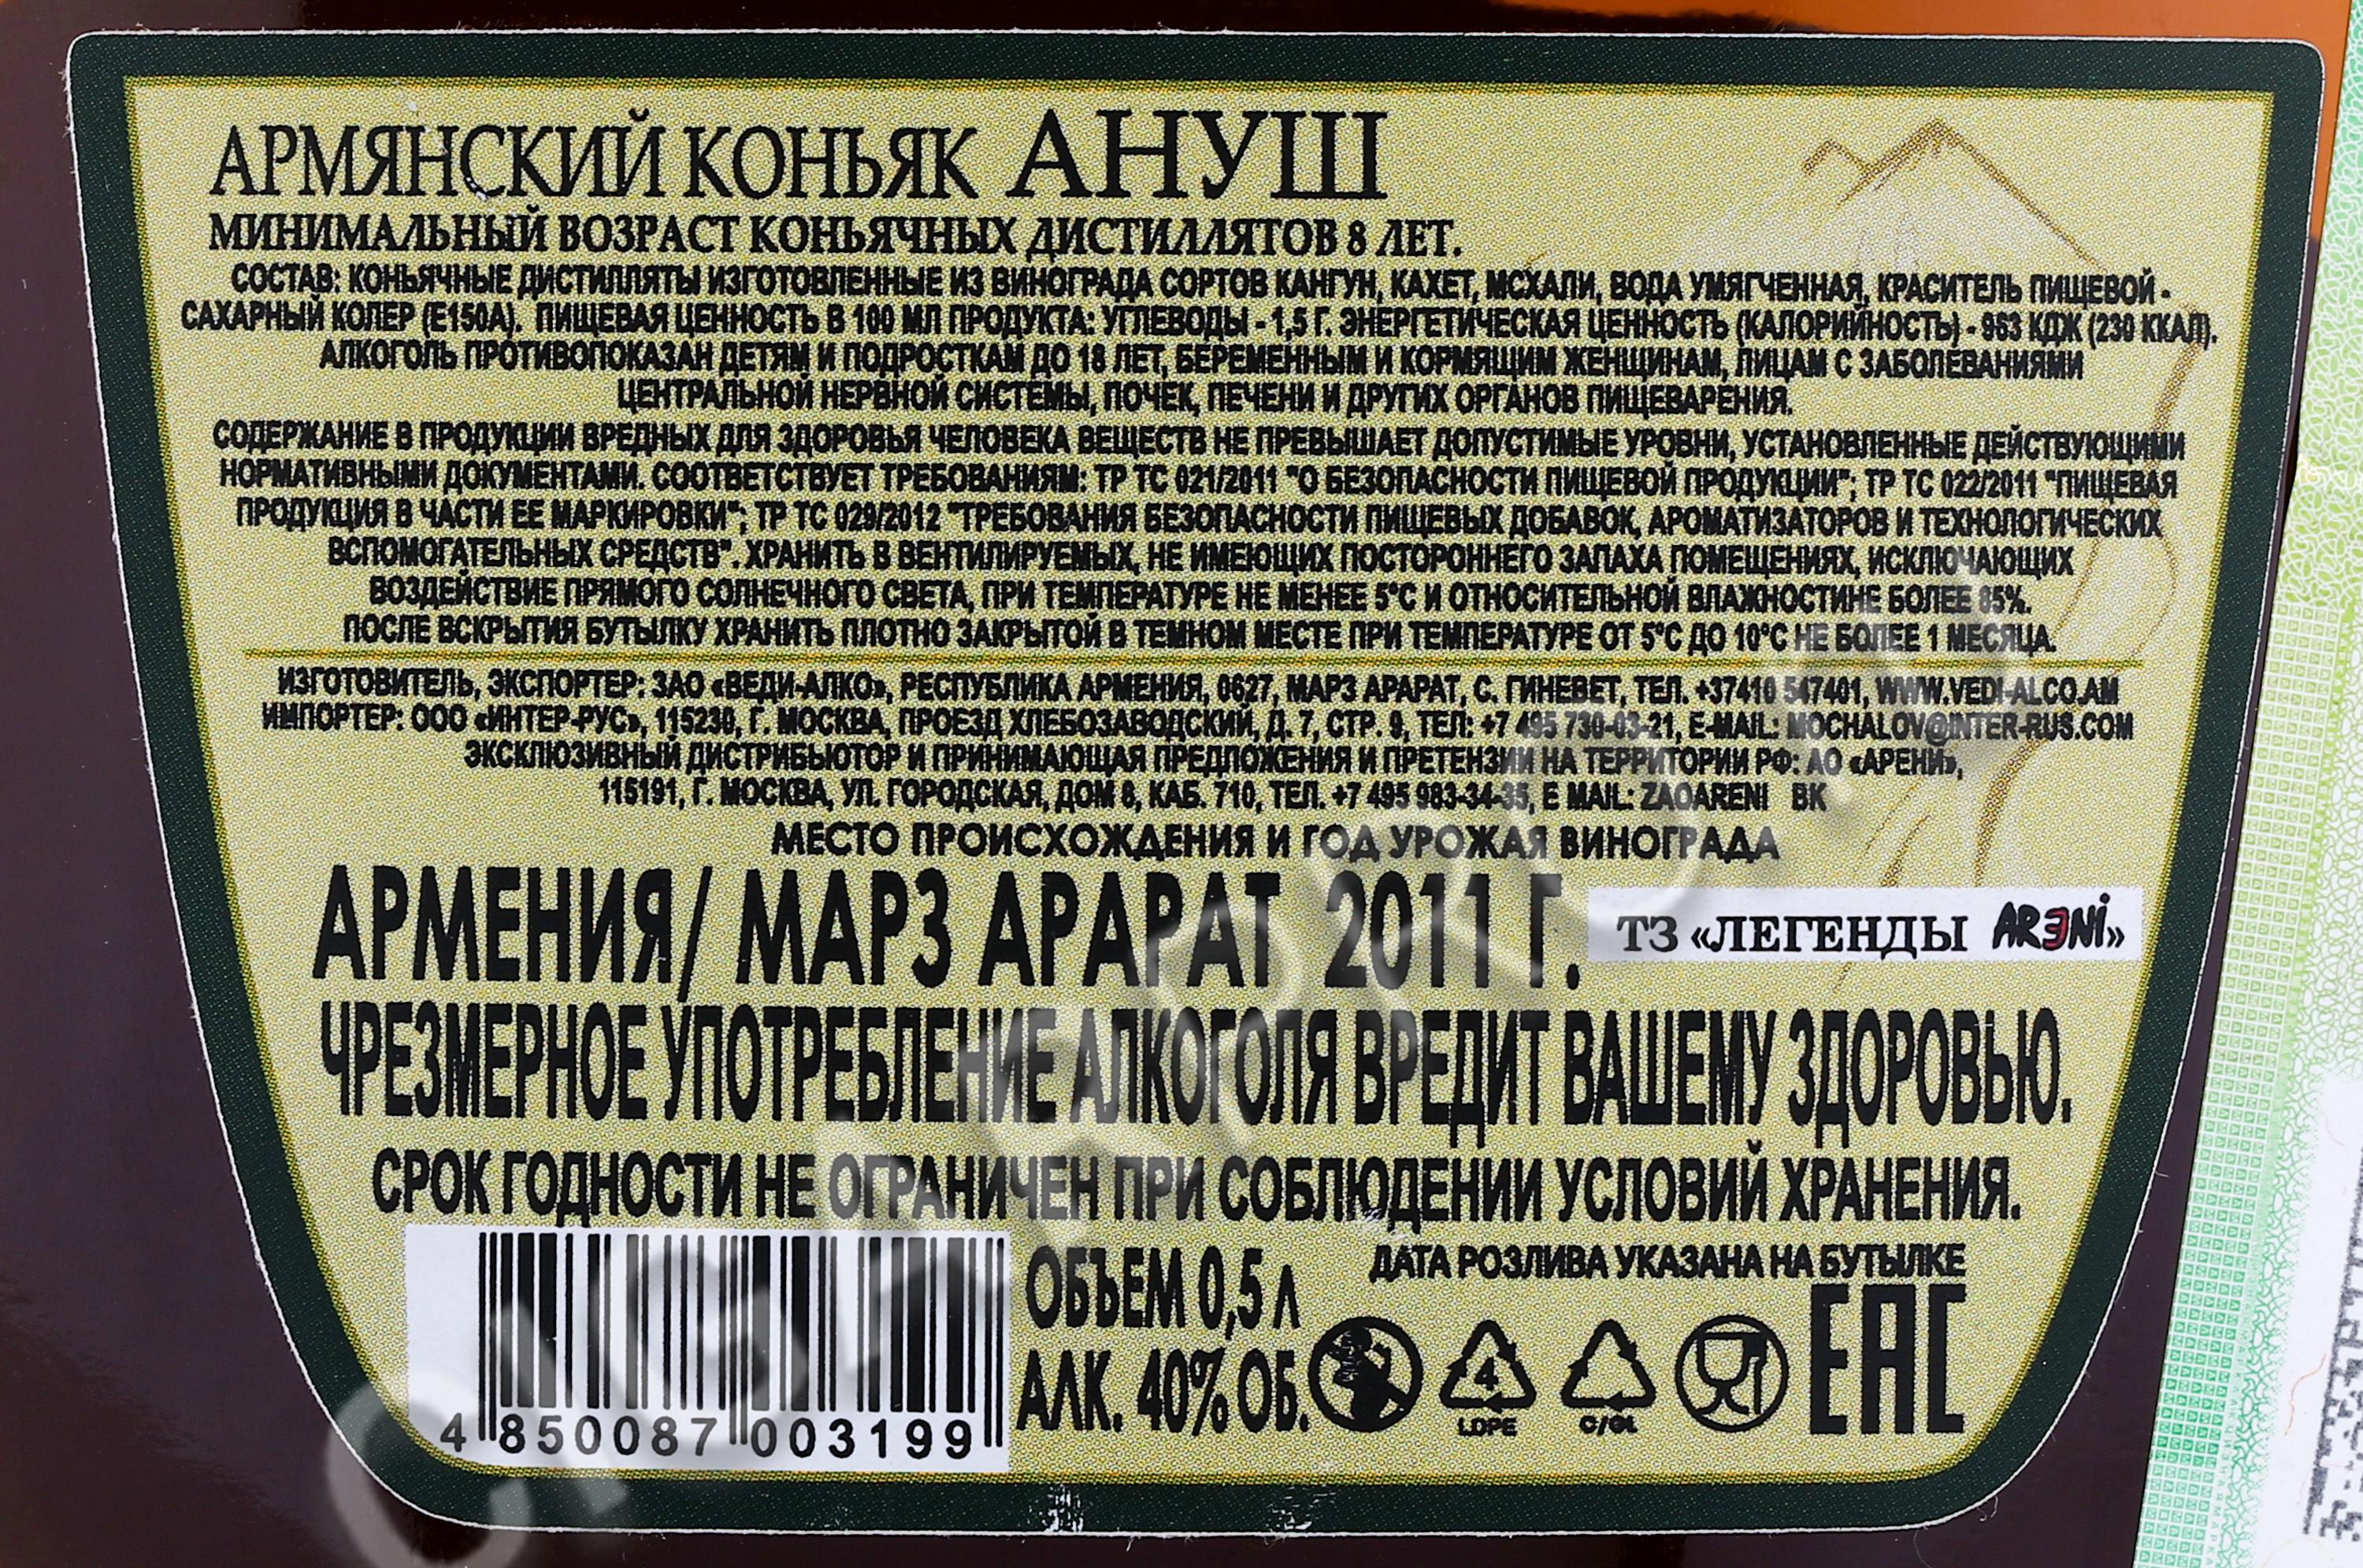 АРМЯНСКИЙ КОНЬЯК АНУШ
МИНИМАЛЬНЫЙ ВОЗРАСТ КОНЬЯЧНЫХ ДИСТИЛЛЯТОВ 8 ЛЕТ.
СОСТАВ: КОНЬЯЧНЫЕ ДИСТИЛЛЯТЫ ИЗГОТОВЛЕННЫЕ ИЗ ВИНОГРАДА СОРТОВ КАНГУН, КАХЕТ, МСХАЛИ, ВОДА УМЯГЧЕННАЯ, КРАСИТЕЛЬ ПИЩЕВОЙ -
САХАРНЫЙ КОЛЕР (Е150А). ПИЩЕВАЯ ЦЕННОСТЬ В 100 МЛ ПРОДУКТА: УГЛЕВОДЫ - 1,5 Г. ЭНЕРГЕТИЧЕСКАЯ ЦЕННОСТЬ (КАЛОРИЙНОСТЬ) - 963 КДЖ (230 ККАЛ).
АЛКОГОЛЬ ПРОТИВОПОКАЗАН ДЕТЯМ И ПОДРОСТКАМ ДО 18 ЛЕТ, БЕРЕМЕННЫМ И КОРМЯЩИМ ЖЕНЩИНАМ, ЛИЦАМ С ЗАБОЛЕВАНИЯМИ
ЦЕНТРАЛЬНОЙ НЕРВНОЙ СИСТЕМЫ, ПОЧЕК, ПЕЧЕНИ И ДРУГИХ ОРГАНОВ ПИЩЕВАРЕНИЯ.
СОДЕРЖАНИЕ В ПРОДУКЦИИ ВРЕДНЫХ ДЛЯ ЗДОРОВЬЯ ЧЕЛОВЕКА ВЕЩЕСТВ НЕ ПРЕВЫШАЕТ ДОПУСТИМЫЕ УРОВНИ, УСТАНОВЛЕННЫЕ ДЕЙСТВУЮЩИМИ
НОРМАТИВНЫМИ ДОКУМЕНТАМИ. СООТВЕТСТВУЕТ ТРЕБОВАНИЯМ: ТР ТС 021/2011 "О БЕЗОПАСНОСТИ ПИЩЕВОЙ ПРОДУКЦИИ"; ТР ТС 022/2011 "ПИЩЕВАЯ
ПРОДУКЦИЯ В ЧАСТИ ЕЕ МАРКИРОВКИ"; ТР ТС 029/2012 "ТРЕБОВАНИЯ БЕЗОПАСНОСТИ ПИЩЕВЫХ ДОБАВОК, АРОМАТИЗАТОРОВ И ТЕХНОЛОГИЧЕСКИХ
ВСПОМОГАТЕЛЬНЫХ СРЕДСТВ". ХРАНИТЬ В ВЕНТИЛИРУЕМЫХ, НЕ ИМЕЮЩИХ ПОСТОРОННЕГО ЗАПАХА ПОМЕЩЕНИЯХ, ИСКЛЮЧАЮЩИХ
ВОЗДЕЙСТВИЕ ПРЯМОГО СОЛНЕЧНОГО СВЕТА, ПРИ ТЕМПЕРАТУРЕ НЕ МЕНЕЕ 5°С И ОТНОСИТЕЛЬНОЙ ВЛАЖНОСТИНЕ БОЛЕЕ 85%.
ПОСЛЕ ВСКРЫТИЯ БУТЫЛКУ ХРАНИТЬ ПЛОТНО ЗАКРЫТОЙ В ТЕМНОМ МЕСТЕ ПРИ ТЕМПЕРАТУРЕ ОТ 5°С ДО 10°С НЕ БОЛЕЕ 1 МЕСЯЦА.
ИЗГОТОВИТЕЛЬ, ЭКСПОРТЕР: ЗАО «ВЕДИ-АЛКО», РЕСПУБЛИКА АРМЕНИЯ, 0627, МАРЗ АРАРАТ, С. ГИНЕВЕТ, ТЕЛ. +37410 547401, WWW.VEDI-ALCO.AM
ИМПОРТЕР: ООО «ИНТЕР-РУС», 115230, Г. МОСКВА, ПРОЕЗД ХЛЕБОЗАВОДСКИЙ, Д. 7, СТР. 9, ТЕЛ: +7 495 730-03-21, E-MAIL: MOCHALOV@INTER-RUS.COM
ЭКСКЛЮЗИВНЫЙ ДИСТРИБЬЮТОР И ПРИНИМАЮЩАЯ ПРЕДЛОЖЕНИЯ И ПРЕТЕНЗИИ НА ТЕРРИТОРИИ РФ: АО «АРЕНИ»,
115191, Г. МОСКВА, УЛ. ГОРОДСКАЯ, ДОМ 8, КАБ. 710, ТЕЛ. +7 495 983-34-35, E MAIL: ZAOARENI BK
МЕСТО ПРОИСХОЖДЕНИЯ И ГОД УРОЖАЯ ВИНОГРАДА
АРМЕНИЯ/ МАРЗ АРАРАТ 2011 Г.
ТЗ «ЛЕГЕНДЫ ARЭNi»
ЧРЕЗМЕРНОЕ УПОТРЕБЛЕНИЕ АЛКОГОЛЯ ВРЕДИТ ВАШЕМУ ЗДОРОВЬЮ.
СРОК ГОДНОСТИ НЕ ОГРАНИЧЕН ПРИ СОБЛЮДЕНИИ УСЛОВИЙ ХРАНЕНИЯ.
ДАТА РОЗЛИВА УКАЗАНА НА БУТЫЛКЕ
ОБЪЕМ 0,5 Л
АЛК. 40% ОБ.
4
LDPE
C/GL
EAC
4 850087 003199